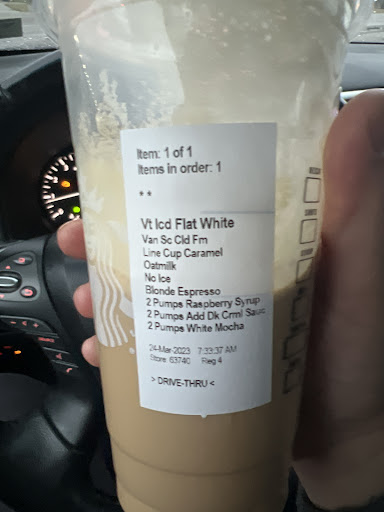 Item: 1 of 1
Items in order: 1
* *
Vt Icd Flat White
Van Sc Cld Fm
Line Cup Caramel
Oatmilk
No Ice
Blonde Espresso
2 Pumps Raspberry Syrup
2 Pumps Add Dk Crml Sauc
2 Pumps White Mocha
24-Mar-2023 7:33:37 AM
Store 63740 Reg 4
> DRIVE-THRU <